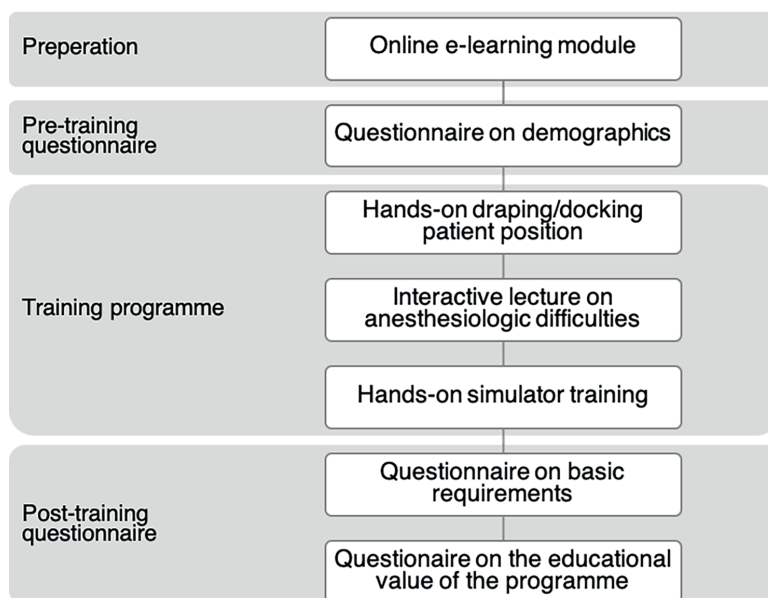 Preperation
Online e-learning module
Pre-training
questionnaire
Questionnaire on demographics
Training programme
Hands-on draping/docking
patient position
Interactive lecture on
anesthesiologic difficulties
Hands-on simulator training
Post-training
questionnaire
Questionnaire on basic
requirements
Questionaire on the educational
value of the programme